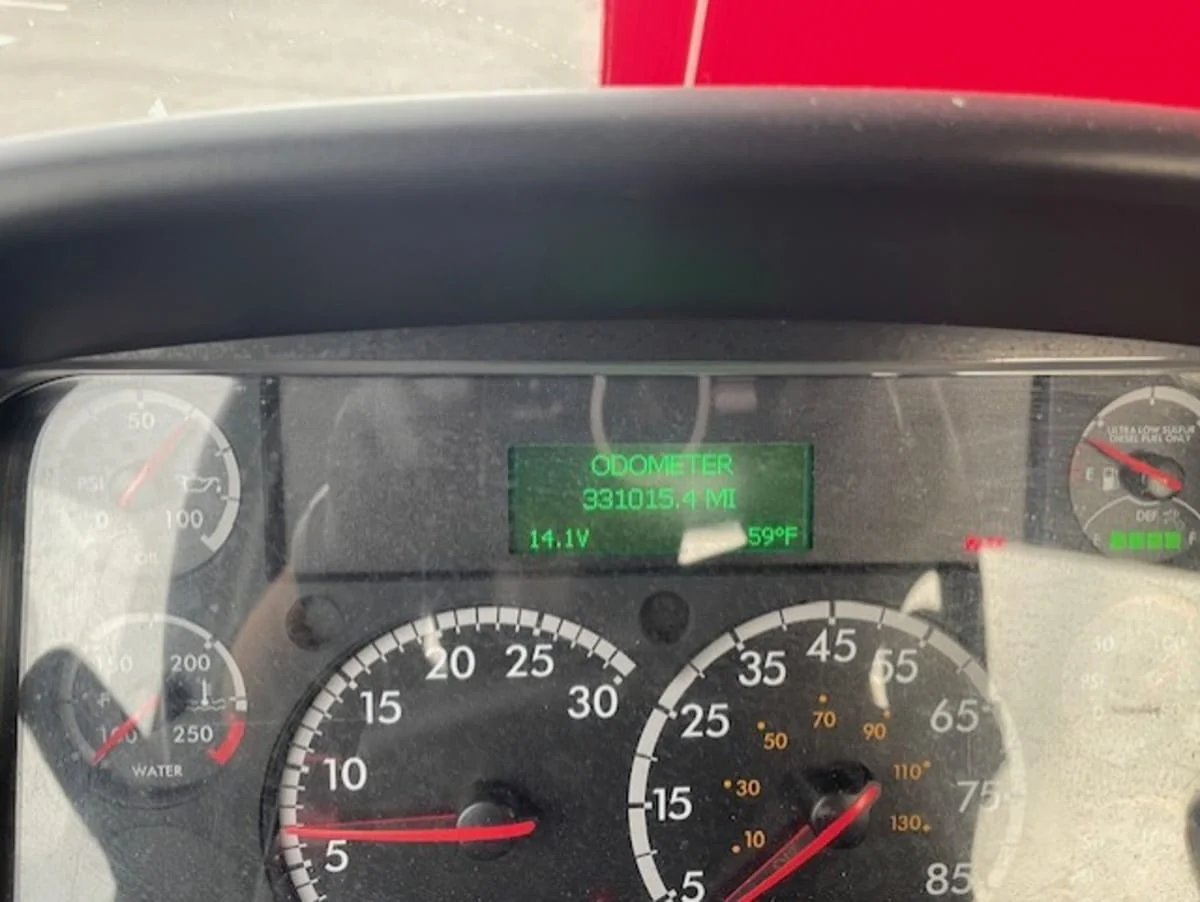 ODOMETER
331015.4 MI
14.1V 59°F
50
PSI
0 100
OIL
ULTRA LOW SULFUR
DIESEL FUEL ONLY
E
DEF
E F
150 200
°F
100 250
WATER
5
10
15
20
25
30
5
15
25
35
45
55
65
75
85
10
30
50
70
90
110
130